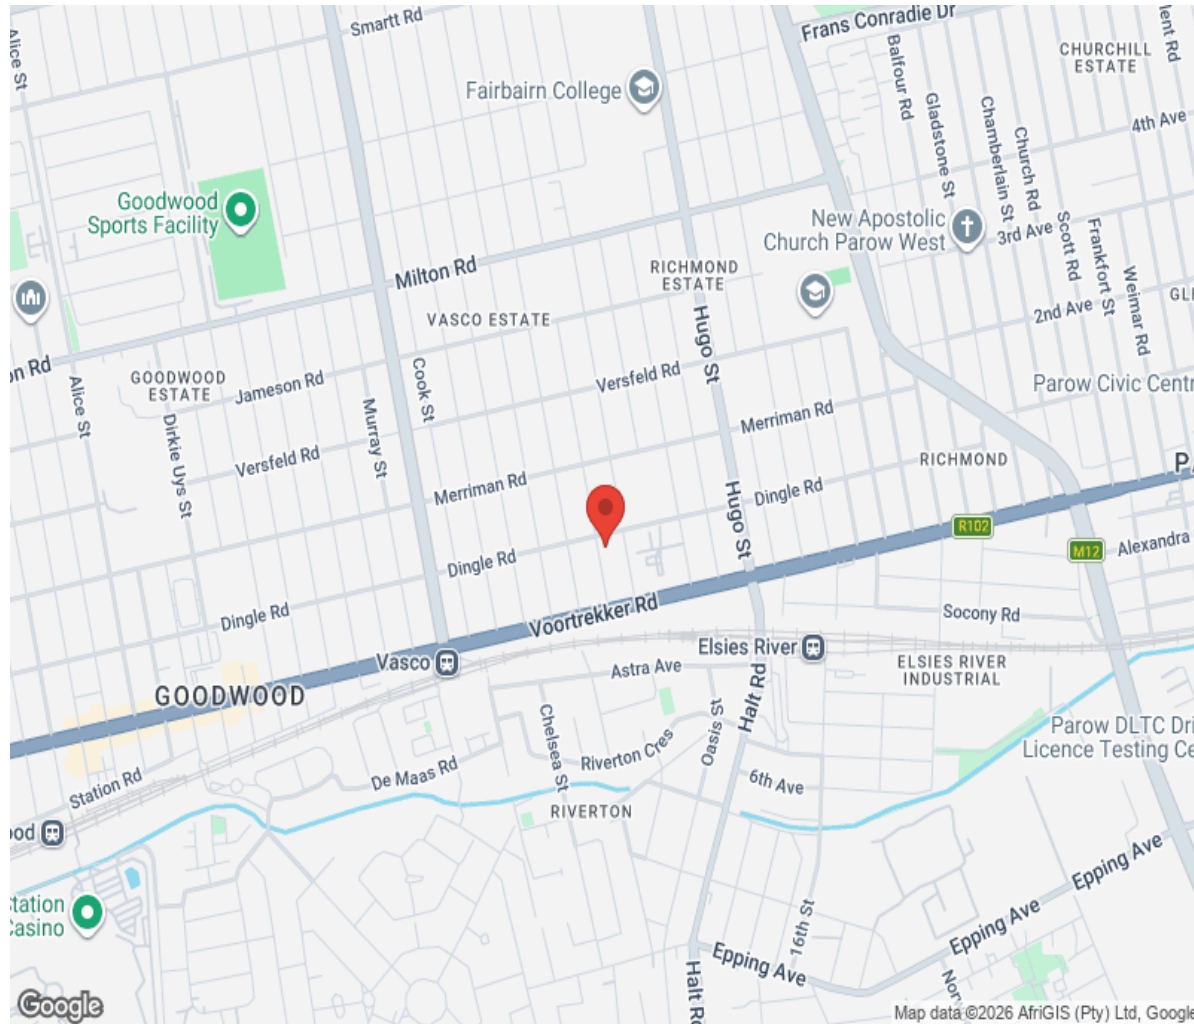 Smartt Rd
Frans Conradie Dr
Alice St
Balfour Rd
CHURCHILL
ESTATE
Fairbairn College
Gladstone St
Chamberlain St
Church Rd
4th Ave
Goodwood
Sports Facility
New Apostolic
Church Parow West
3rd Ave
Scott Rd
Frankfort St
Weimar Rd
Milton Rd
RICHMOND
ESTATE
2nd Ave
VASCO ESTATE
Hugo St
GOODWOOD
ESTATE
Jameson Rd
Cook St
Versfeld Rd
Parow Civic Centr
Alice St
Dirkie Uys St
Murray St
Merriman Rd
Versfeld Rd
RICHMOND
Merriman Rd
Hugo St
Dingle Rd
R102
M12
Alexandra
Dingle Rd
Dingle Rd
Voortrekker Rd
Socony Rd
Vasco
Astra Ave
Elsies River
ELSIES RIVER
INDUSTRIAL
GOODWOOD
Chelsea St
Oasis St
Halt Rd
Parow DLTC Dri
Licence Testing Ce
Riverton Cres
De Maas Rd
Station Rd
6th Ave
RIVERTON
ood
Epping Ave
tation
Casino
16th St
Epping Ave
Epping Ave
Halt Rd
Norw
Google
Map data ©2026 AfriGIS (Pty) Ltd, Google